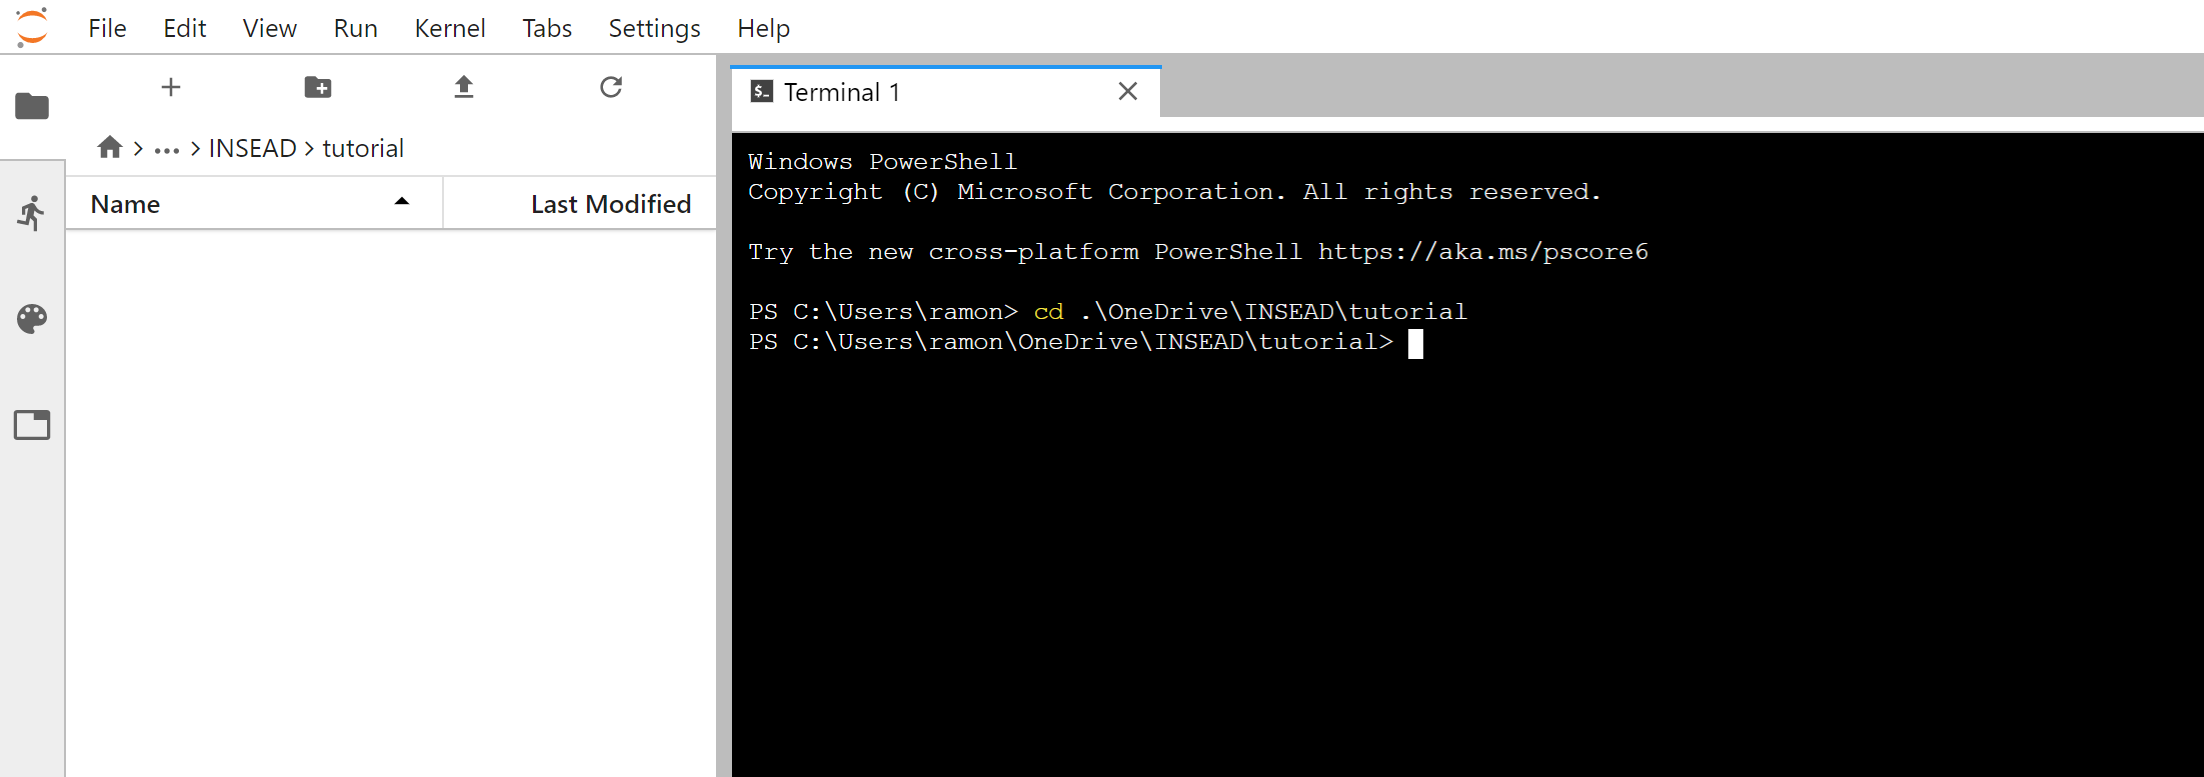 File Edit View Run Kernel Tabs Settings Help
… > INSEAD > tutorial
Name Last Modified
$_ Terminal 1
Windows PowerShell
Copyright (C) Microsoft Corporation. All rights reserved.
Try the new cross-platform PowerShell https://aka.ms/pscore6
PS C:\Users\ramon> cd .\OneDrive\INSEAD\tutorial
PS C:\Users\ramon\OneDrive\INSEAD\tutorial>